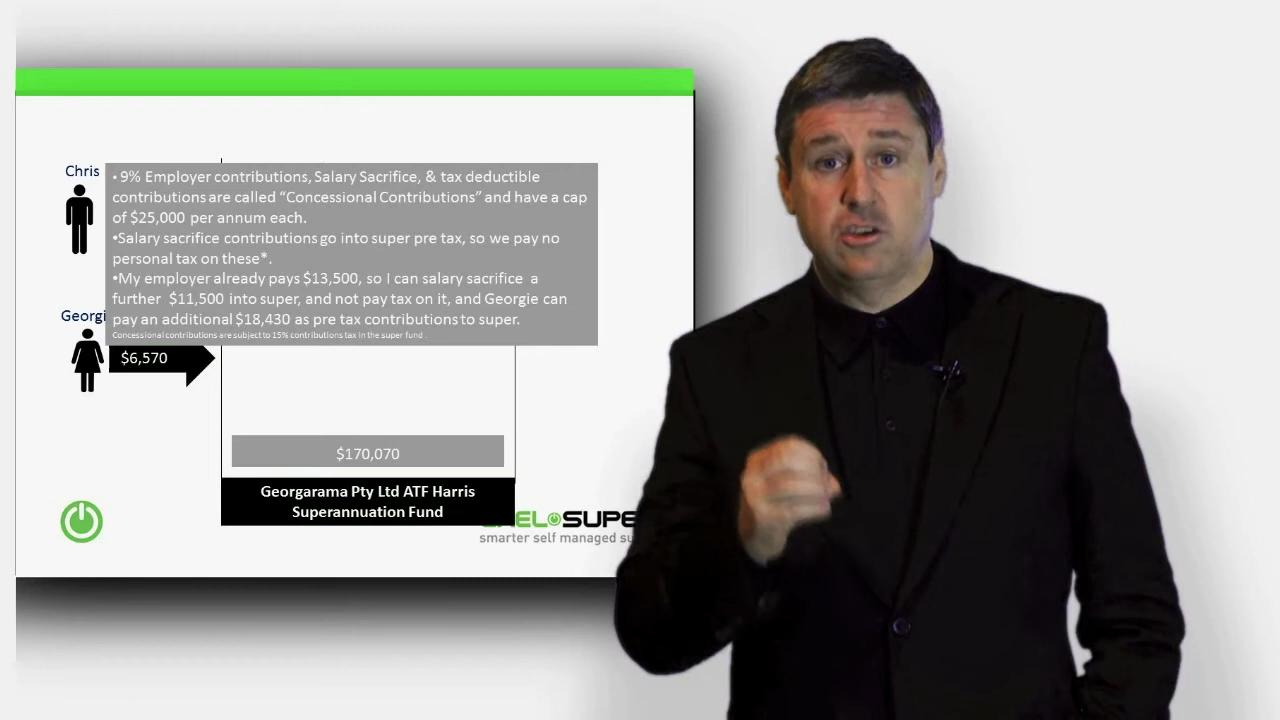 Chris
• 9% Employer contributions, Salary Sacrifice, & tax deductible
contributions are called “Concessional Contributions” and have a cap
of $25,000 per annum each.
•Salary sacrifice contributions go into super pre tax, so we pay no
personal tax on these*.
•My employer already pays $13,500, so I can salary sacrifice a
further $11,500 into super, and not pay tax on it, and Georgie can
pay an additional $18,430 as pre tax contributions to super.
Concessional contributions are subject to 15% contributions tax in the super fund .
Georgi
$6,570
$170,070
Georgarama Pty Ltd ATF Harris
Superannuation Fund
SUPE
smarter self managed su